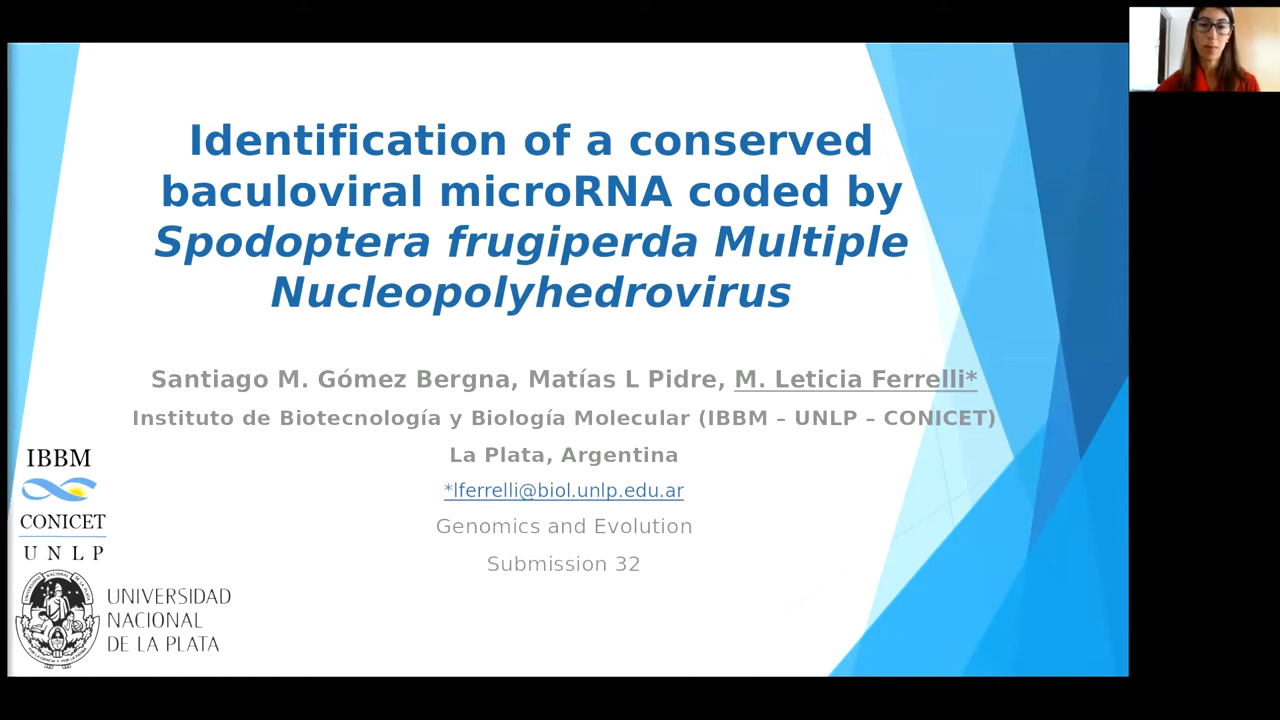 Identification of a conserved
baculoviral microRNA coded by
Spodoptera frugiperda Multiple
Nucleopolyhedrovirus
Santiago M. Gómez Bergna, Matías L Pidre, M. Leticia Ferrelli*
Instituto de Biotecnología y Biología Molecular (IBBM – UNLP – CONICET)
La Plata, Argentina
*lferrelli@biol.unlp.edu.ar
Genomics and Evolution
Submission 32
IBBM
CONICET
UNLP
UNIVERSIDAD
NACIONAL
DE LA PLATA